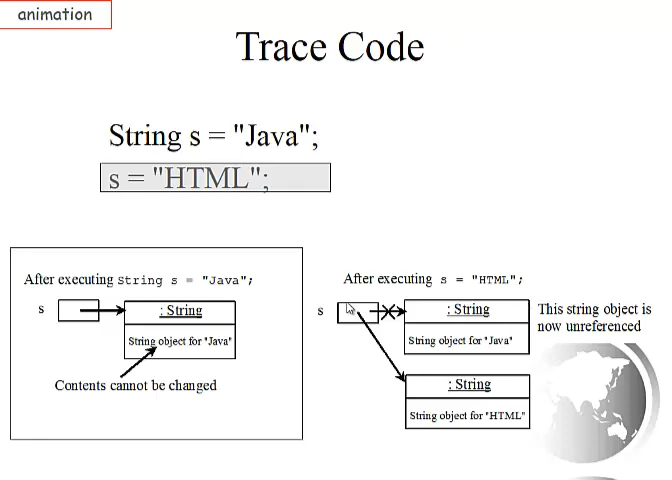 animation
Trace Code
String s = "Java";
s = "HTML";
After executing String s = "Java";
s
: String
String object for "Java"
Contents cannot be changed
After executing s = "HTML";
s
: String
String object for "Java"
This string object is
now unreferenced
: String
String object for "HTML"